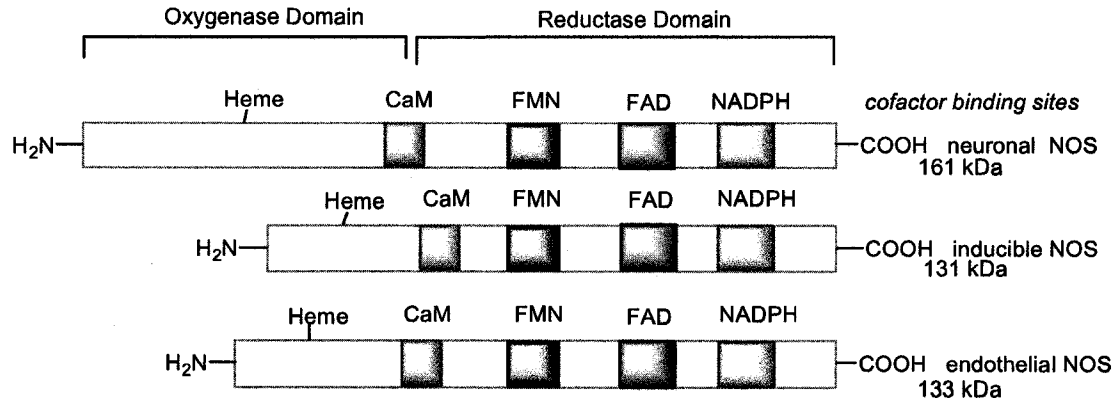 Oxygenase Domain Reductase Domain
Heme CaM FMN FAD NADPH cofactor binding sites
H₂N COOH neuronal NOS
161 kDa
Heme CaM FMN FAD NADPH
H₂N COOH inducible NOS
131 kDa
Heme CaM FMN FAD NADPH
H₂N COOH endothelial NOS
133 kDa